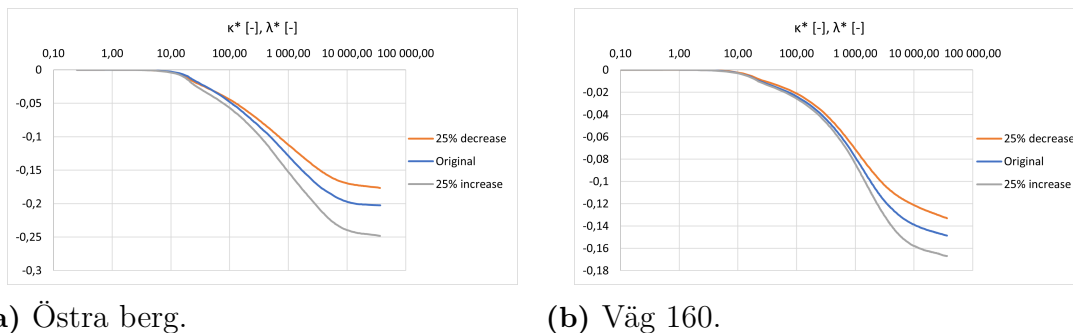 κ* [-], λ* [-]
0,10 1,00 10,00 100,00 1 000,00 10 000,00 100 000,00
0
-0,05
-0,1
-0,15
-0,2
-0,25
-0,3
25% decrease
Original
25% increase
κ* [-], λ* [-]
0,10 1,00 10,00 100,00 1 000,00 10 000,00 100 000,00
0
-0,02
-0,04
-0,06
-0,08
-0,1
-0,12
-0,14
-0,16
-0,18
25% decrease
Original
25% increase
a) Östra berg.
(b) Väg 160.